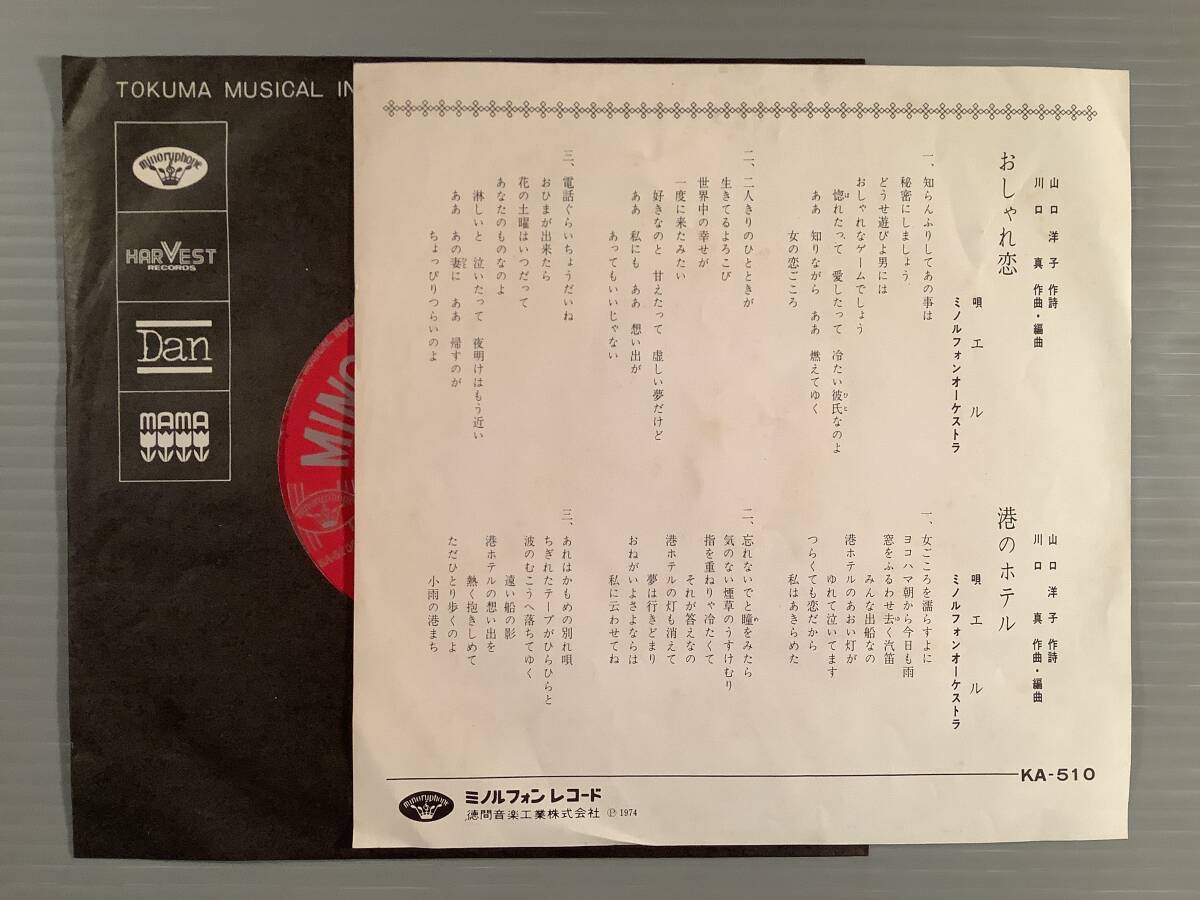 TOKUMA MUSICAL IN
minoryphone
HARVEST
RECORDS
Dan
MAMA
MINO
おしゃれ恋
山口洋子 作詩
川口真 作曲・編曲
唄 エール
ミノルフォンオーケストラ
一、知らんふりしてあの事は
秘密にしましょう
どうせ遊びよ男には
おしゃれなゲームでしょう
惚れたって 愛したって 冷たい彼氏なのよ
ああ 知りながら ああ 燃えてゆく
女の恋ごころ
二、二人きりのひとときが
生きてるよろこび
世界中の幸せが
一度に来たみたい
好きなのと 甘えたって 虚しい夢だけど
ああ 私にも ああ 想い出が
あってもいいじゃない
三、電話ぐらいちょうだいね
おひまが出来たら
花の土曜はいつだって
あなたのものなのよ
淋しいと 泣いたって 夜明けはもう近い
ああ あの妻に ああ 帰すのが
ちょっぴりつらいのよ
港のホテル
山口洋子 作詩
川口真 作曲・編曲
唄 エール
ミノルフォンオーケストラ
一、女ごころを濡らすよに
ヨコハマ朝から今日も雨
窓をふるわせ去く汽笛
みんな出船なの
港ホテルのあおい灯が
ゆれて泣いてます
つらくても恋だから
私はあきらめた
二、忘れないでと瞳をみたら
気のない煙草のうすけむり
指を重ねりゃ冷たくて
それが答えなの
港ホテルの灯も消えて
夢は行きどまり
おねがいよさよならは
私に云わせてね
三、あれはかもめの別れ唄
ちぎれたテープがひらひらと
波のむこうへ落ちてゆく
遠い船の影
港ホテルの想い出を
熱く抱きしめて
ただひとり歩くのよ
小雨の港まち
KA-510
minoryphone
ミノルフォンレコード
徳間音楽工業株式会社 Ⓟ 1974